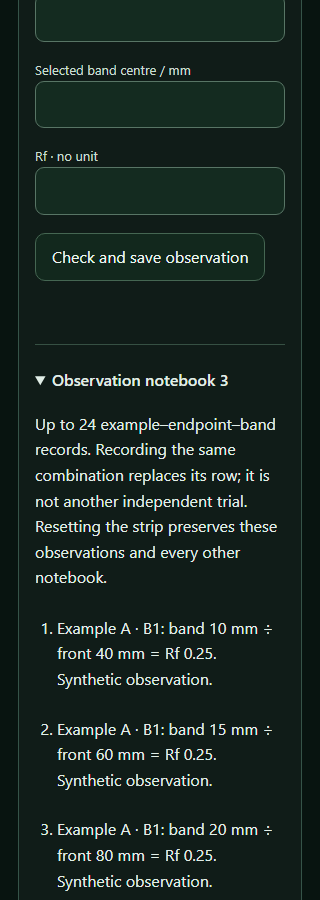 Selected band centre / mm
Rf · no unit
Check and save observation
▼ Observation notebook 3
Up to 24 example–endpoint–band
records. Recording the same
combination replaces its row; it is
not another independent trial.
Resetting the strip preserves these
observations and every other
notebook.
1. Example A · B1: band 10 mm ÷
front 40 mm = Rf 0.25.
Synthetic observation.
2. Example A · B1: band 15 mm ÷
front 60 mm = Rf 0.25.
Synthetic observation.
3. Example A · B1: band 20 mm ÷
front 80 mm = Rf 0.25.
Synthetic observation.